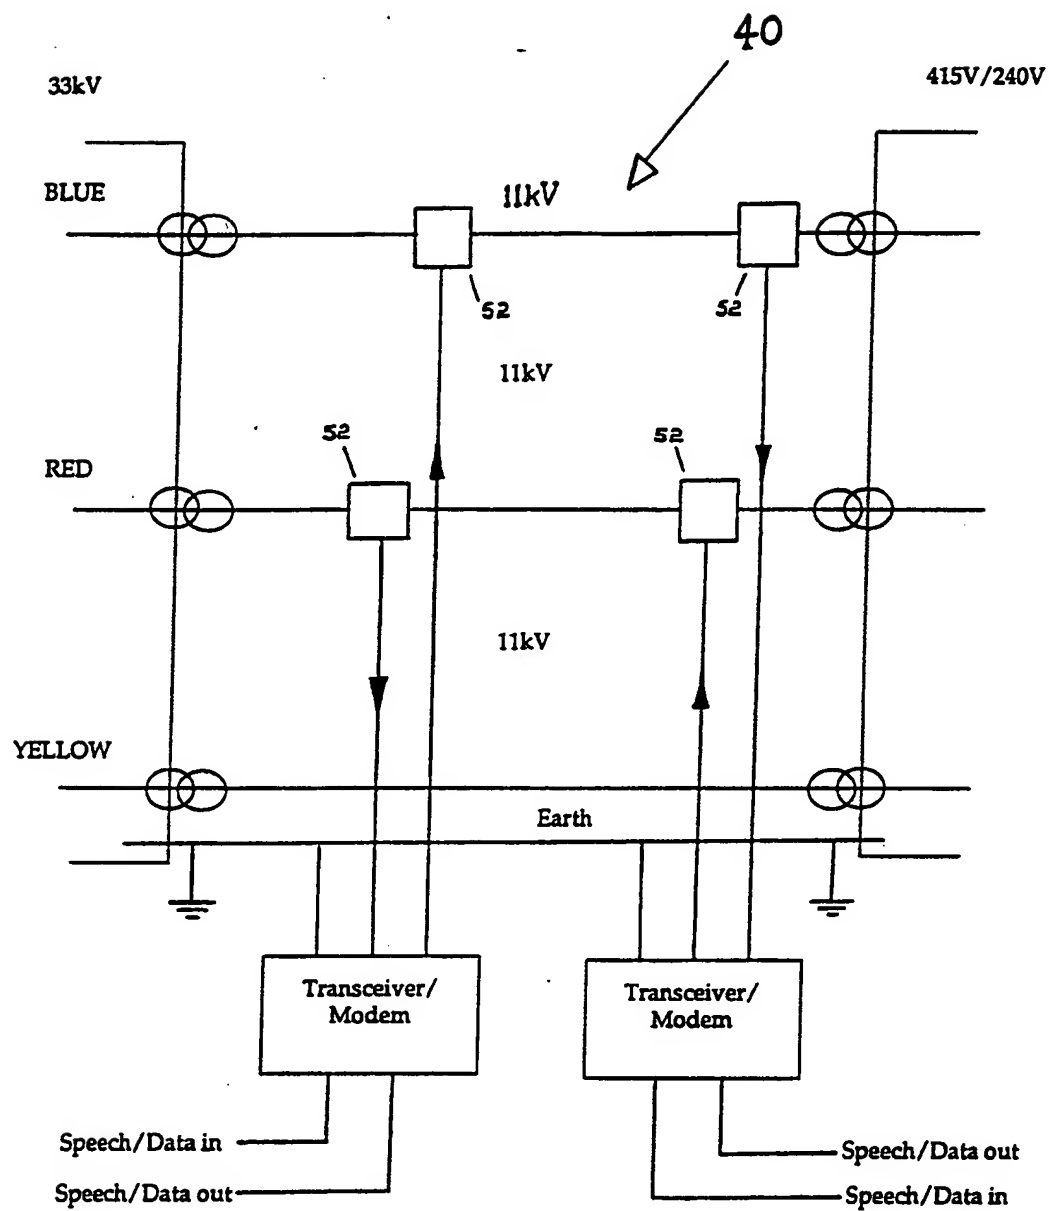 40
33kV
415V/240V
BLUE
11kV
52
52
11kV
52
52
RED
11kV
YELLOW
Earth
Transceiver/
Modem
Transceiver/
Modem
Speech/Data in
Speech/Data out
Speech/Data out
Speech/Data in